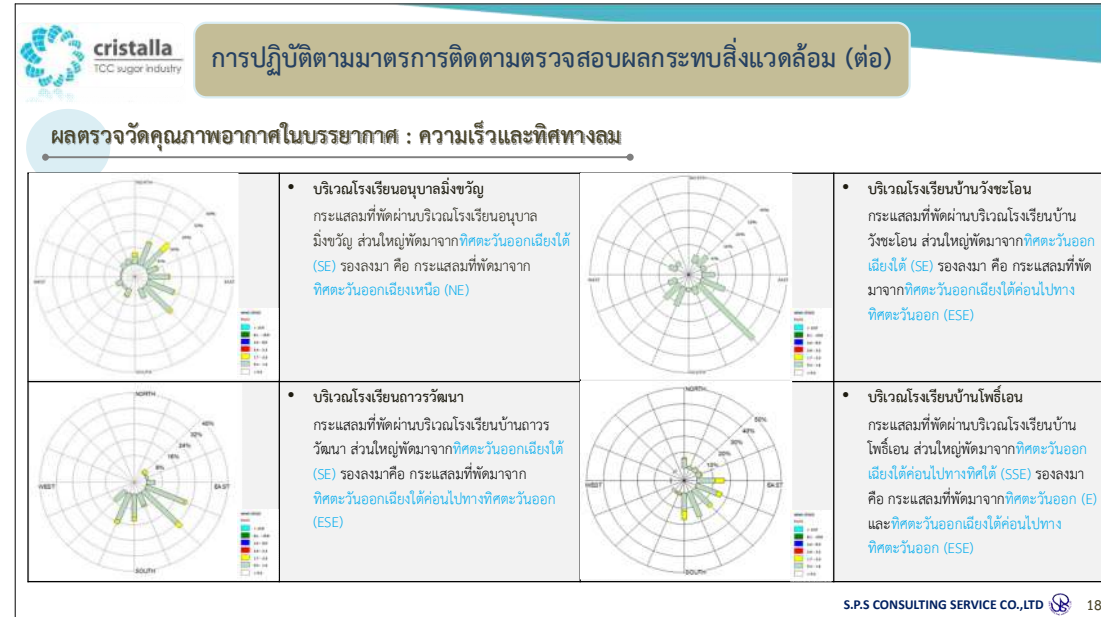 cristalla
TCC sugar industry
การปฏิบัติตามมาตรการติดตามตรวจสอบผลกระทบสิ่งแวดล้อม (ต่อ)
ผลตรวจวัดคุณภาพอากาศในบรรยากาศ : ความเร็วและทิศทางลม
• บริเวณโรงเรียนอนุบาลมิ่งขวัญ
กระแสลมที่พัดผ่านบริเวณโรงเรียนอนุบาล
มิ่งขวัญ ส่วนใหญ่พัดมาจากทิศตะวันออกเฉียงใต้
(SE) รองลงมา คือ กระแสลมที่พัดมาจาก
ทิศตะวันออกเฉียงเหนือ (NE)
• บริเวณโรงเรียนบ้านวังชะโอน
กระแสลมที่พัดผ่านบริเวณโรงเรียนบ้าน
วังชะโอน ส่วนใหญ่พัดมาจากทิศตะวันออก
เฉียงใต้ (SE) รองลงมา คือ กระแสลมที่พัด
มาจากทิศตะวันออกเฉียงใต้ค่อนไปทาง
ทิศตะวันออก (ESE)
NORTH
40%
32%
24%
16%
8%
WEST
EAST
SOUTH
• บริเวณโรงเรียนถาวรวัฒนา
กระแสลมที่พัดผ่านบริเวณโรงเรียนบ้านถาวร
วัฒนา ส่วนใหญ่พัดมาจากทิศตะวันออกเฉียงใต้
(SE) รองลงมาคือ กระแสลมที่พัดมาจาก
ทิศตะวันออกเฉียงใต้ค่อนไปทางทิศตะวันออก
(ESE)
NORTH
50%
40%
30%
20%
10%
WEST
EAST
SOUTH
• บริเวณโรงเรียนบ้านโพธิ์เอน
กระแสลมที่พัดผ่านบริเวณโรงเรียนบ้าน
โพธิ์เอน ส่วนใหญ่พัดมาจากทิศตะวันออก
เฉียงใต้ค่อนไปทางทิศใต้ (SSE) รองลงมา
คือ กระแสลมที่พัดมาจากทิศตะวันออก (E)
และทิศตะวันออกเฉียงใต้ค่อนไปทาง
ทิศตะวันออก (ESE)
S.P.S CONSULTING SERVICE CO.,LTD
18